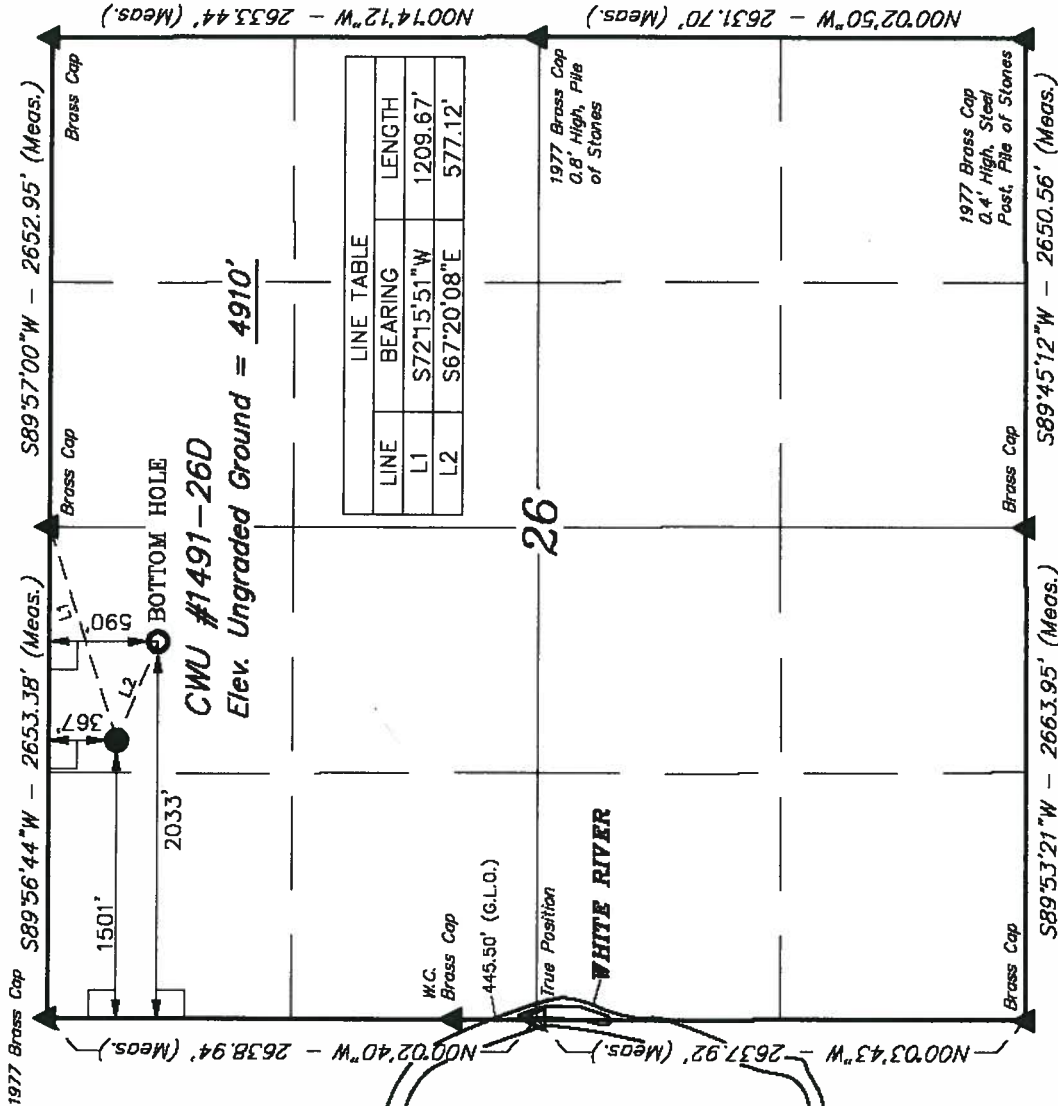 1977 Brass Cap
S89°56'44"W - 2653.38' (Meas.)
Brass Cap
S89°57'00"W - 2652.95' (Meas.)
Brass Cap
1501'
2033'
367'
590'
L1
L2
BOTTOM HOLE
CWU #1491-26D
Elev. Ungraded Ground = 4910'
LINE TABLE
LINE BEARING LENGTH
L1 S72°15'51"W 1209.67'
L2 S67°20'08"E 577.12'
N00°02'40"W - 2638.94' (Meas.)
N00°14'12"W - 2633.44' (Meas.)
W.C.
Brass Cap
445.50' (G.L.O.)
True Position
WHITE RIVER
26
1977 Brass Cap
0.8' High, Pile
of Stones
N00°03'43"W - 2637.92' (Meas.)
N00°02'50"W - 2631.70' (Meas.)
1977 Brass Cap
0.4' High, Steel
Post, Pile of Stones
Brass Cap
S89°53'21"W - 2663.95' (Meas.)
Brass Cap
S89°45'12"W - 2650.56' (Meas.)